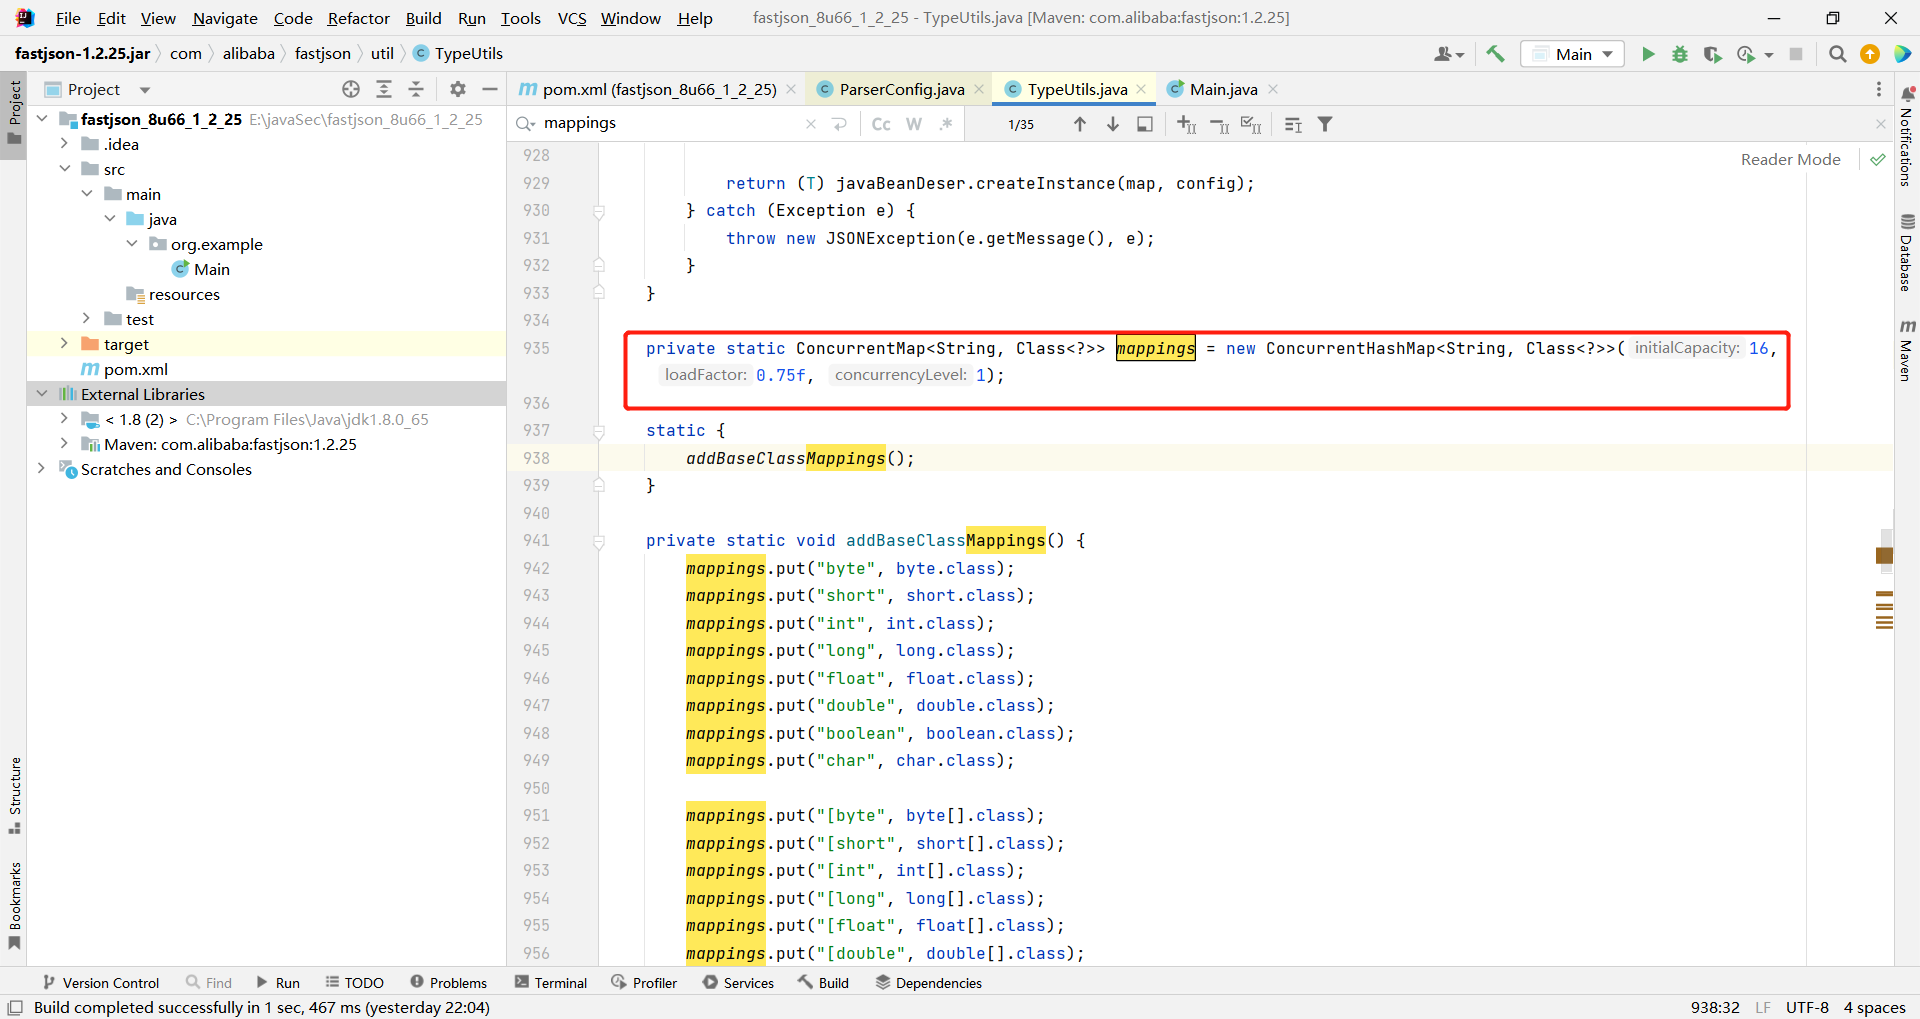 File Edit View Navigate Code Refactor Build Run Tools VCS Window Help fastjson_8u66_1_2_25 - TypeUtils.java [Maven: com.alibaba:fastjson:1.2.25]
fastjson-1.2.25.jar com alibaba fastjson util TypeUtils Main
Project
pom.xml (fastjson_8u66_1_2_25) ParserConfig.java TypeUtils.java Main.java
mappings Cc W .* 1/35
Reader Mode
Project
Structure
Bookmarks
Notifications
Database
Maven
fastjson_8u66_1_2_25 E:\javaSec\fastjson_8u66_1_2_25
.idea
src
main
java
org.example
Main
resources
test
target
pom.xml
External Libraries
< 1.8 (2) > C:\Program Files\Java\jdk1.8.0_65
Maven: com.alibaba:fastjson:1.2.25
Scratches and Consoles
928
929 return (T) javaBeanDeser.createInstance(map, config);
930 } catch (Exception e) {
931 throw new JSONException(e.getMessage(), e);
932 }
933 }
934
935 private static ConcurrentMap<String, Class<?>> mappings = new ConcurrentHashMap<String, Class<?>>( initialCapacity: 16,
loadFactor: 0.75f, concurrencyLevel: 1);
936
937 static {
938 addBaseClassMappings();
939 }
940
941 private static void addBaseClassMappings() {
942 mappings.put("byte", byte.class);
943 mappings.put("short", short.class);
944 mappings.put("int", int.class);
945 mappings.put("long", long.class);
946 mappings.put("float", float.class);
947 mappings.put("double", double.class);
948 mappings.put("boolean", boolean.class);
949 mappings.put("char", char.class);
950
951 mappings.put("[byte", byte[].class);
952 mappings.put("[short", short[].class);
953 mappings.put("[int", int[].class);
954 mappings.put("[long", long[].class);
955 mappings.put("[float", float[].class);
956 mappings.put("[double", double[].class);
Version Control Find Run TODO Problems Terminal Profiler Services Build Dependencies
Build completed successfully in 1 sec, 467 ms (yesterday 22:04) 938:32 LF UTF-8 4 spaces